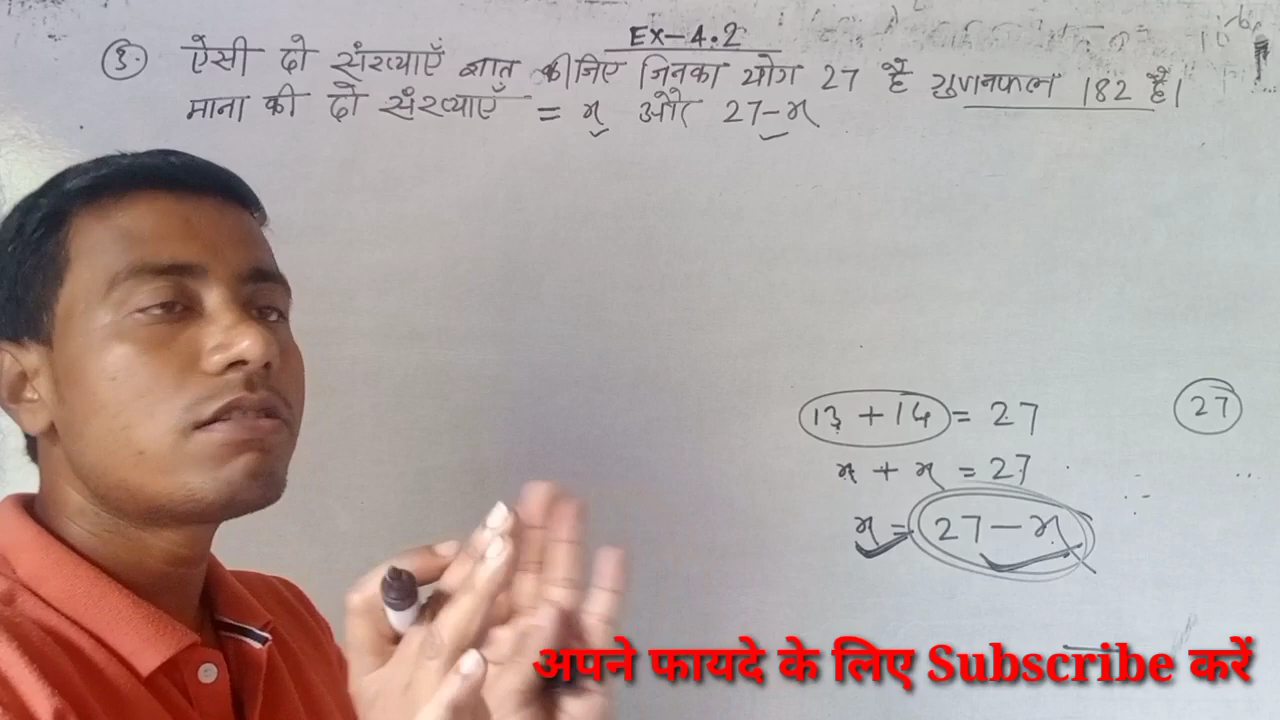 Ex-4.2
③. ऐसी दो संख्याएँ ज्ञात कीजिए जिनका योग 27 है गुणनफल 182 है।
माना की दो संख्याएँ = x और 27-x
13 + 14 = 27
27
x + x = 27
x = 27 - x
अपने फायदे के लिए Subscribe करें